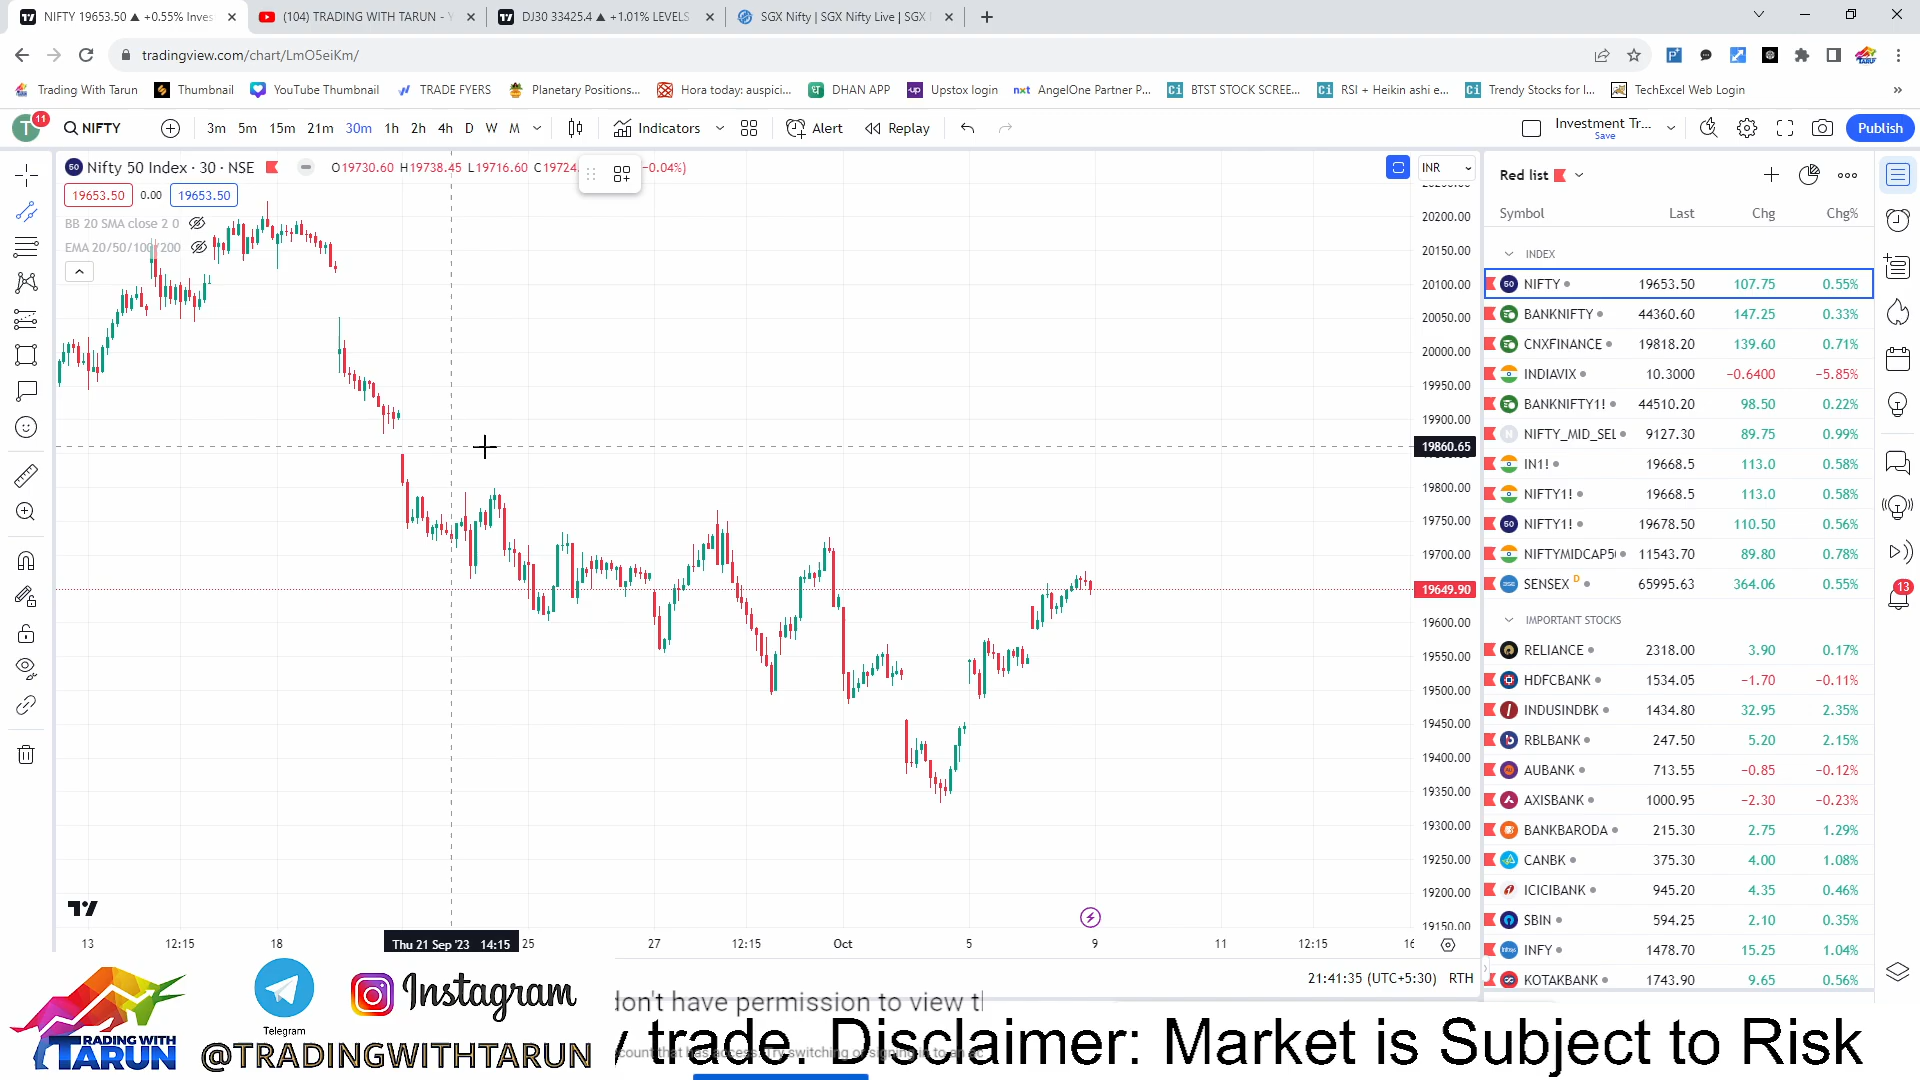 NIFTY 19653.50 ▲ +0.55% Inves
(104) TRADING WITH TARUN - Y
DJ30 33425.4 ▲ +1.01% LEVELS
SGX Nifty | SGX Nifty Live | SGX
tradingview.com/chart/LmO5eiKm/
Trading With Tarun
Thumbnail
YouTube Thumbnail
TRADE FYERS
Planetary Positions...
Hora today: auspici...
DHAN APP
Upstox login
AngelOne Partner P...
BTST STOCK SCREE...
RSI + Heikin ashi e...
Trendy Stocks for I...
TechExcel Web Login
T 11
NIFTY
3m 5m 15m 21m 30m 1h 2h 4h D W M
Indicators
Alert
Replay
Investment Tr...
Save
Publish
Nifty 50 Index · 30 · NSE
O19730.60 H19738.45 L19716.60 C19724. −0.04%)
INR
19653.50 0.00 19653.50
BB 20 SMA close 2 0
EMA 20/50/100/200
20200.00
20150.00
20100.00
20050.00
20000.00
19950.00
19900.00
19860.65
19800.00
19750.00
19700.00
19649.90
19600.00
19550.00
19500.00
19450.00
19400.00
19350.00
19300.00
19250.00
19200.00
19150.00
13 12:15 18 Thu 21 Sep '23 14:15 25 27 12:15 Oct 5 9 11 12:15 16
21:41:35 (UTC+5:30) RTH
Red list
Symbol Last Chg Chg%
INDEX
NIFTY 19653.50 107.75 0.55%
BANKNIFTY 44360.60 147.25 0.33%
CNXFINANCE 19818.20 139.60 0.71%
INDIAVIX 10.3000 −0.6400 −5.85%
BANKNIFTY1! 44510.20 98.50 0.22%
NIFTY_MID_SEL 9127.30 89.75 0.99%
IN1! 19668.5 113.0 0.58%
NIFTY1! 19668.5 113.0 0.58%
NIFTY1! 19678.50 110.50 0.56%
NIFTYMIDCAP5 11543.70 89.80 0.78%
SENSEX D 65995.63 364.06 0.55%
IMPORTANT STOCKS
RELIANCE 2318.00 3.90 0.17%
HDFCBANK 1534.05 −1.70 −0.11%
INDUSINDBK 1434.80 32.95 2.35%
RBLBANK 247.50 5.20 2.15%
AUBANK 713.55 −0.85 −0.12%
AXISBANK 1000.95 −2.30 −0.23%
BANKBARODA 215.30 2.75 1.29%
CANBK 375.30 4.00 1.08%
ICICIBANK 945.20 4.35 0.46%
SBIN 594.25 2.10 0.35%
INFY 1478.70 15.25 1.04%
KOTAKBANK 1743.90 9.65 0.56%
13
TRADING WITH
TARUN
Telegram
Instagram
@TRADINGWITHTARUN
don't have permission to view t
y trade. Disclaimer: Market is Subject to Risk